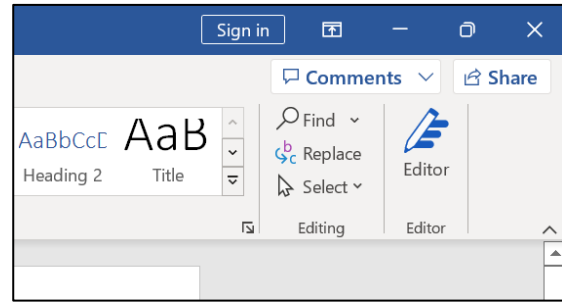 Sign in
Comments Share
AaBbCcD AaB Find
Replace
Heading 2 Title Select Editor
Editing Editor